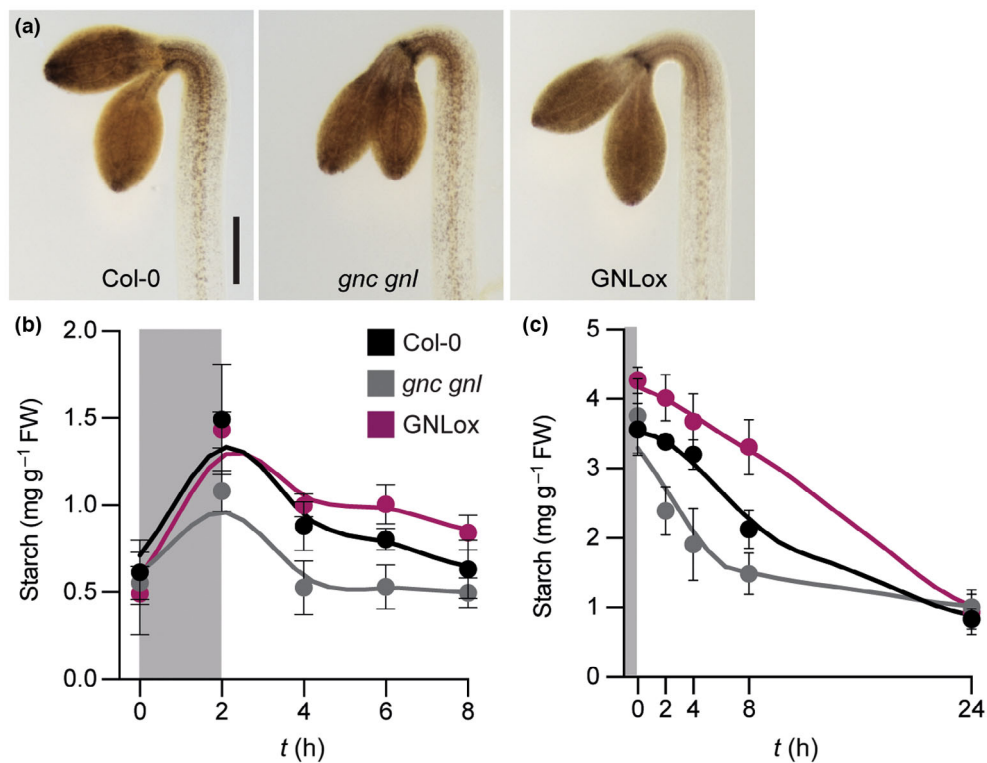 (a)
Col-0
gnc gnl
GNLox
(b)
Starch (mg g⁻¹ FW)
2.0
1.5
1.0
0.5
0.0
0
2
4
6
8
t (h)
Col-0
gnc gnl
GNLox
(c)
Starch (mg g⁻¹ FW)
5
4
3
2
1
0
0
2
4
8
24
t (h)